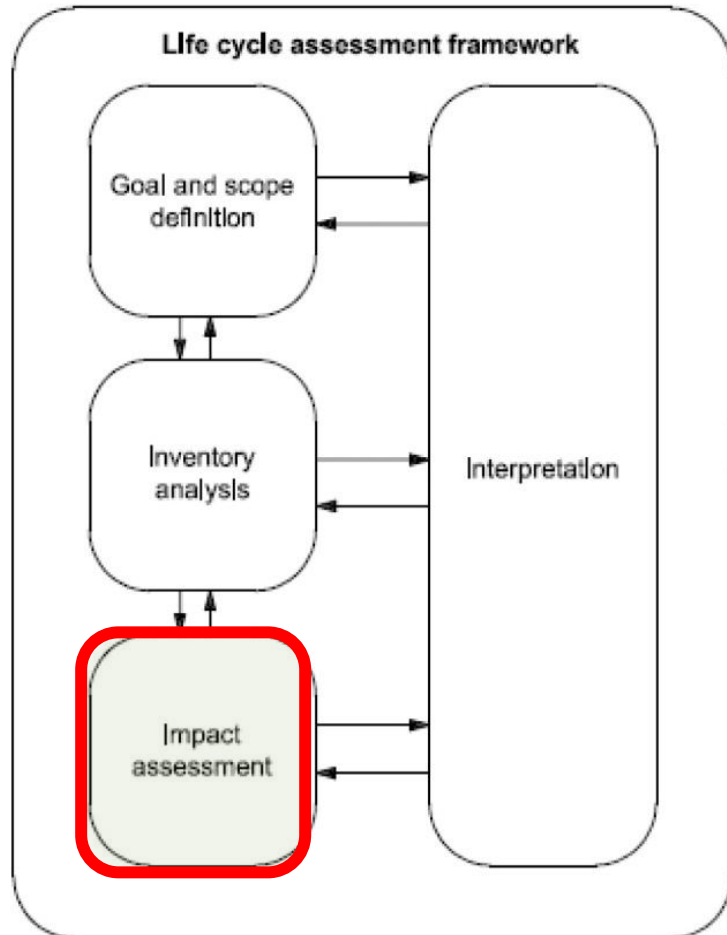 Life cycle assessment framework
Goal and scope
definition
Inventory
analysis
Interpretation
Impact
assessment